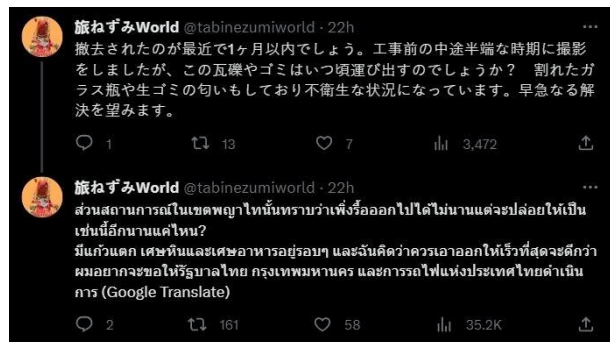 旅ねずみWorld @tabinezumiworld · 22h
撤去されたのが最近で1ヶ月以内でしょう。工事前の中途半端な時期に撮影
をしましたが、この瓦礫やゴミはいつ頃運び出すのでしょうか？ 割れたガ
ラス瓶や生ゴミの匂いもしており不衛生な状況になっています。早急なる解
決を望みます。
1 13 7 3,472
旅ねずみWorld @tabinezumiworld · 22h
ส่วนสถานการณ์ในเขตพญาไทนั้นทราบว่าเพิ่งรื้อออกไปได้ไม่นานแต่จะปล่อยให้เป็น
เช่นนี้อีกนานแค่ไหน?
มีแก้วแตก เศษหินและเศษอาหารอยู่รอบๆ และฉันคิดว่าควรเอาออกให้เร็วที่สุดจะดีกว่า
ผมอยากจะขอให้รัฐบาลไทย กรุงเทพมหานคร และการรถไฟแห่งประเทศไทยดำเนิน
การ (Google Translate)
2 161 58 35.2K